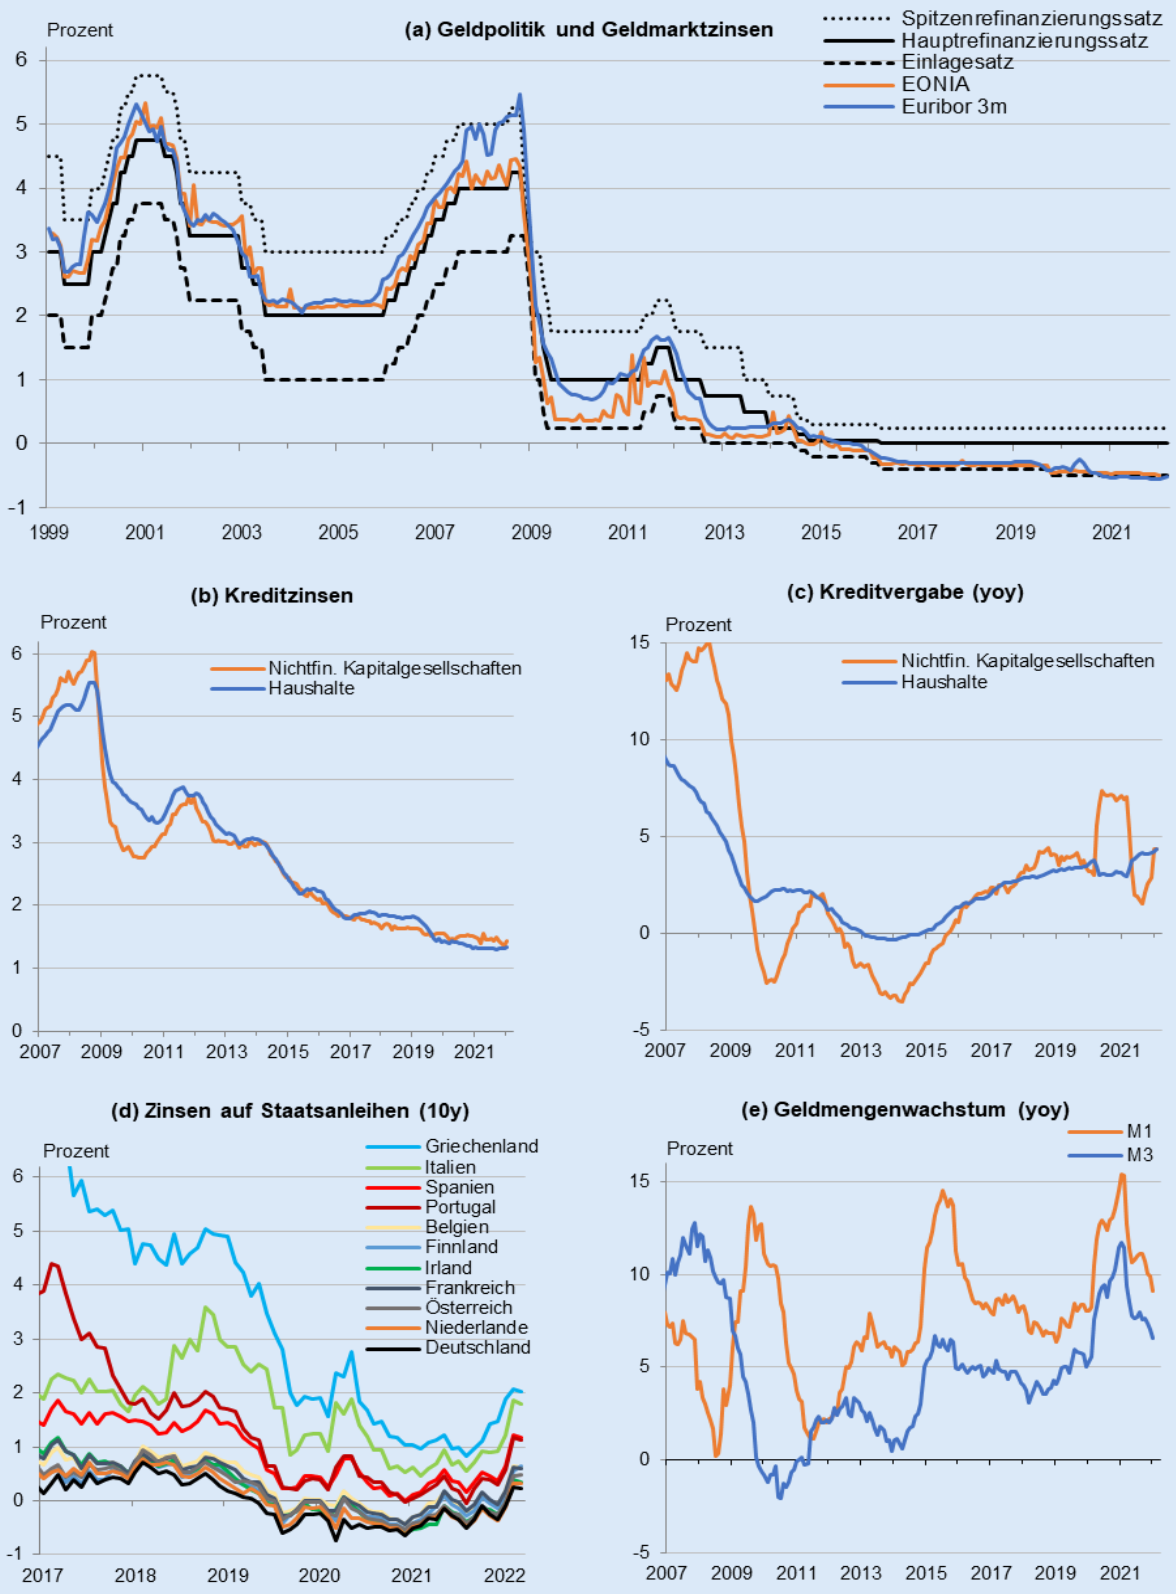 Prozent
(a) Geldpolitik und Geldmarktzinsen
Spitzenrefinanzierungssatz
Hauptrefinanzierungssatz
Einlagesatz
EONIA
Euribor 3m
6
5
4
3
2
1
0
-1
1999 2001 2003 2005 2007 2009 2011 2013 2015 2017 2019 2021
(b) Kreditzinsen
Prozent
Nichtfin. Kapitalgesellschaften
Haushalte
6
5
4
3
2
1
0
2007 2009 2011 2013 2015 2017 2019 2021
(c) Kreditvergabe (yoy)
Prozent
Nichtfin. Kapitalgesellschaften
Haushalte
15
10
5
0
-5
2007 2009 2011 2013 2015 2017 2019 2021
(d) Zinsen auf Staatsanleihen (10y)
Prozent
Griechenland
Italien
Spanien
Portugal
Belgien
Finnland
Irland
Frankreich
Österreich
Niederlande
Deutschland
6
5
4
3
2
1
0
-1
2017 2018 2019 2020 2021 2022
(e) Geldmengenwachstum (yoy)
Prozent
M1
M3
15
10
5
0
-5
2007 2009 2011 2013 2015 2017 2019 2021